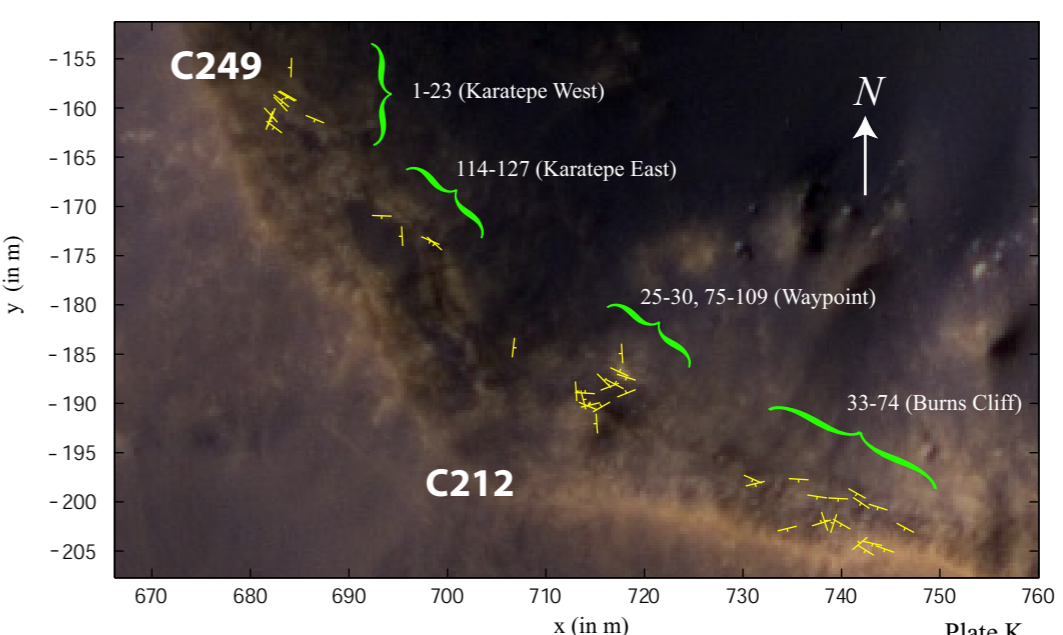 C249
1-23 (Karatepe West)
N
114-127 (Karatepe East)
25-30, 75-109 (Waypoint)
33-74 (Burns Cliff)
C212
y (in m)
-155
-160
-165
-170
-175
-180
-185
-190
-195
-200
-205
670 680 690 700 710 720 730 740 750 760
x (in m)
Plate K